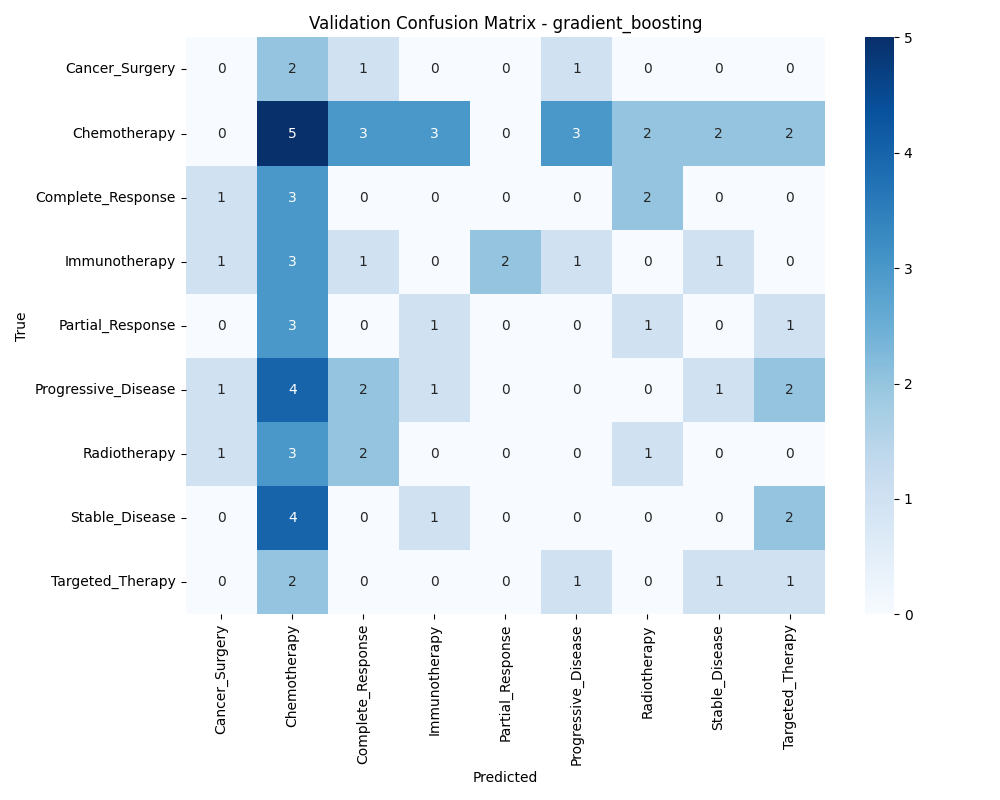 Validation Confusion Matrix - gradient_boosting
Cancer_Surgery 0 2 1 0 0 1 0 0 0
Chemotherapy 0 5 3 3 0 3 2 2 2
Complete_Response 1 3 0 0 0 0 2 0 0
Immunotherapy 1 3 1 0 2 1 0 1 0
Partial_Response 0 3 0 1 0 0 1 0 1
Progressive_Disease 1 4 2 1 0 0 0 1 2
Radiotherapy 1 3 2 0 0 0 1 0 0
Stable_Disease 0 4 0 1 0 0 0 0 2
Targeted_Therapy 0 2 0 0 0 1 0 1 1
True
Cancer_Surgery
Chemotherapy
Complete_Response
Immunotherapy
Partial_Response
Progressive_Disease
Radiotherapy
Stable_Disease
Targeted_Therapy
Predicted
5
4
3
2
1
0